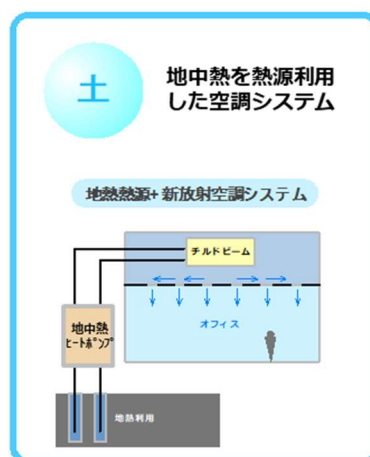 土
地中熱を熱源利用
した空調システム
地熱熱源+新放射空調システム
チルドビーム
オフィス
地中熱
ヒートポンプ
地熱利用